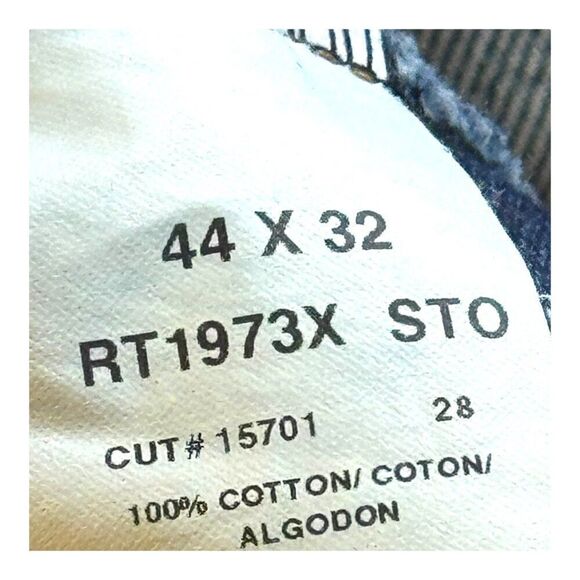 44 X 32
RT1973X STO
CUT# 15701 28
100% COTTON/ COTON/
ALGODON